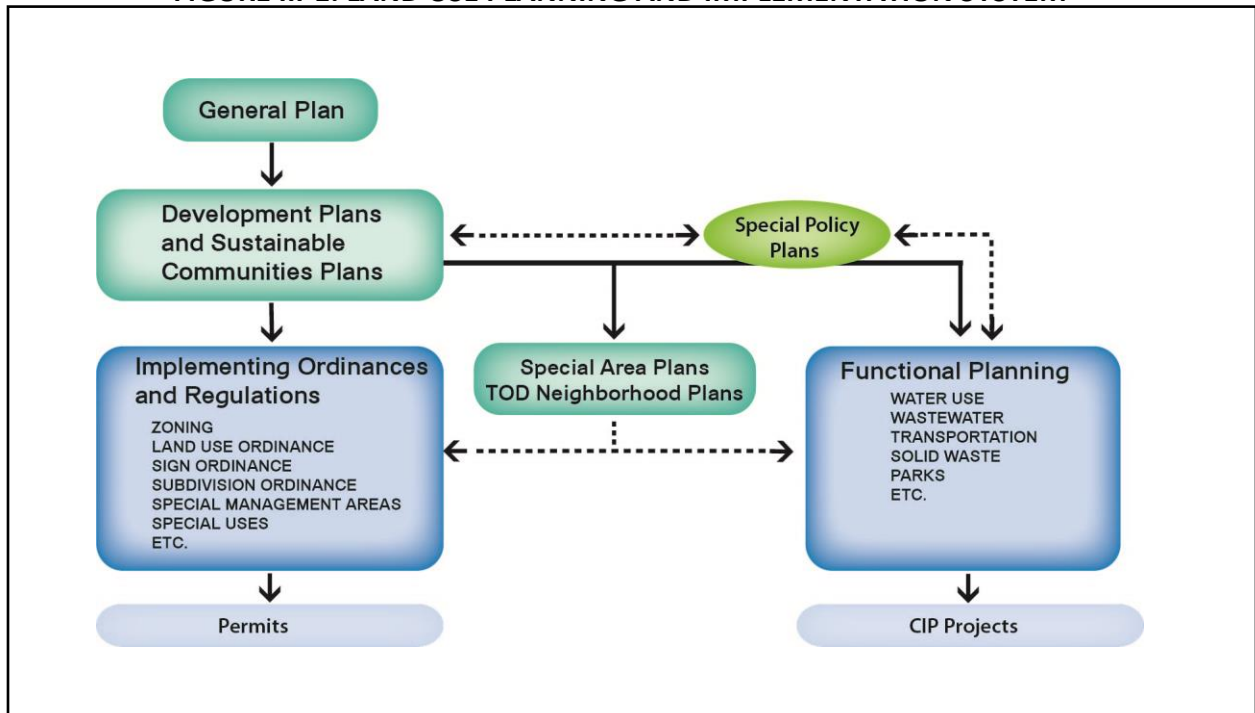 General Plan
Development Plans
and Sustainable
Communities Plans
Special Policy
Plans
Implementing Ordinances
and Regulations
ZONING
LAND USE ORDINANCE
SIGN ORDINANCE
SUBDIVISION ORDINANCE
SPECIAL MANAGEMENT AREAS
SPECIAL USES
ETC.
Special Area Plans
TOD Neighborhood Plans
Functional Planning
WATER USE
WASTEWATER
TRANSPORTATION
SOLID WASTE
PARKS
ETC.
Permits
CIP Projects